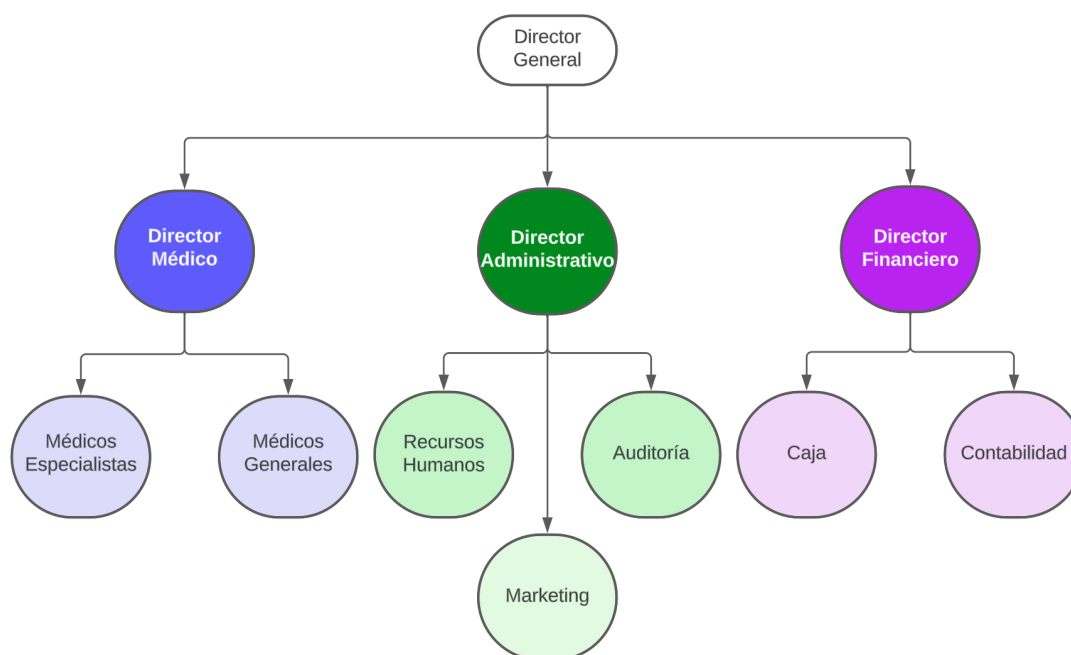 Director
General
Director
Médico
Director
Administrativo
Director
Financiero
Médicos
Especialistas
Médicos
Generales
Recursos
Humanos
Auditoría
Caja
Contabilidad
Marketing